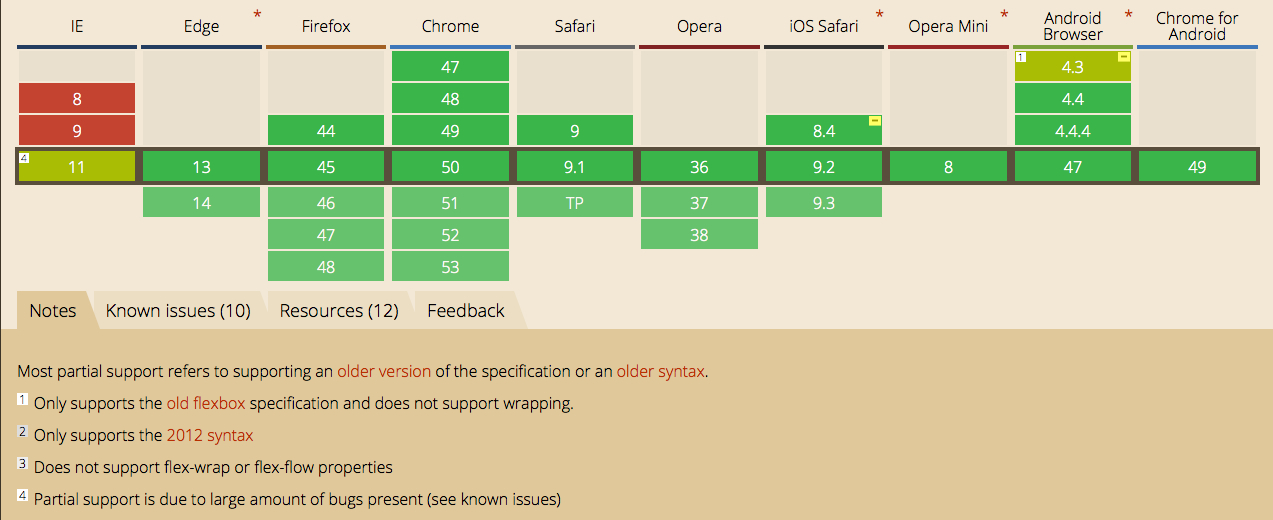 IE Edge * Firefox Chrome Safari Opera iOS Safari * Opera Mini * Android Browser * Chrome for Android
47 1 4.3 -
8 48 4.4
9 44 49 9 8.4 - 4.4.4
4 11 13 45 50 9.1 36 9.2 8 47 49
14 46 51 TP 37 9.3
47 52 38
48 53
Notes Known issues (10) Resources (12) Feedback
Most partial support refers to supporting an older version of the specification or an older syntax.
1 Only supports the old flexbox specification and does not support wrapping.
2 Only supports the 2012 syntax
3 Does not support flex-wrap or flex-flow properties
4 Partial support is due to large amount of bugs present (see known issues)